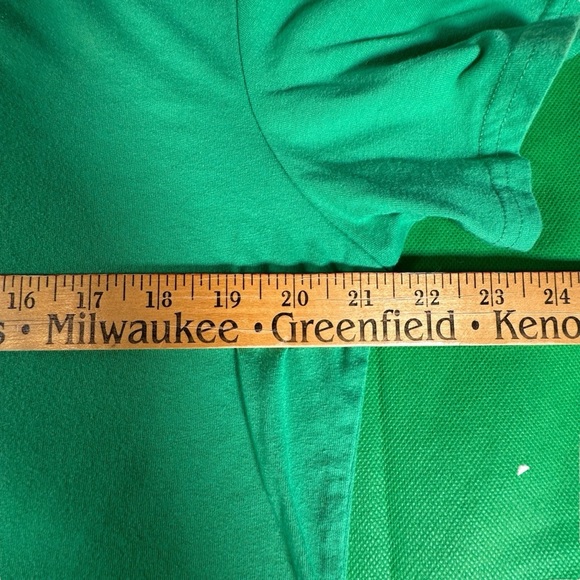 16 17 18 19 20 21 22 23 24
s • Milwaukee • Greenfield • Keno